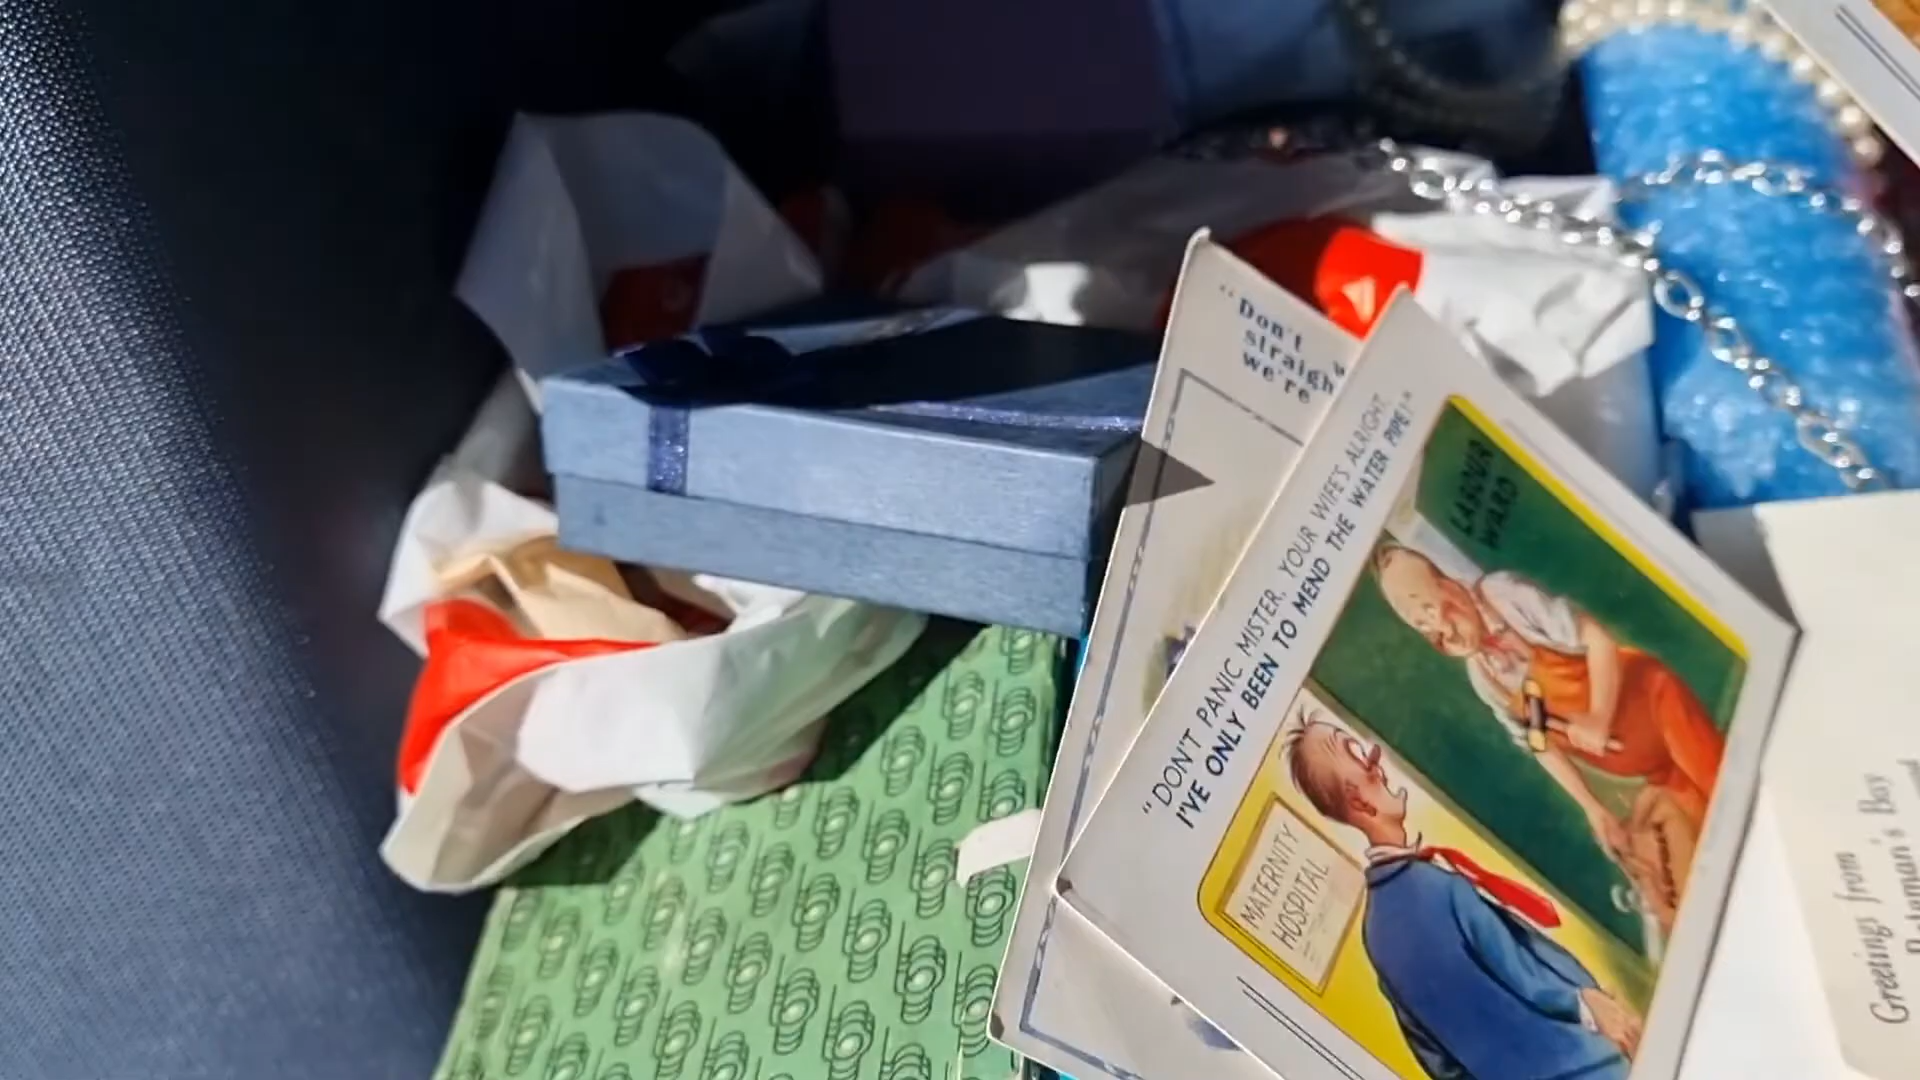 "Don't
straigh
we're
"DON'T PANIC MISTER, YOUR WIFE'S ALRIGHT,
I'VE ONLY BEEN TO MEND THE WATER PIPE!"
LABOUR
WARD
MATERNITY
HOSPITAL
Greetings from
Bateman's Bay